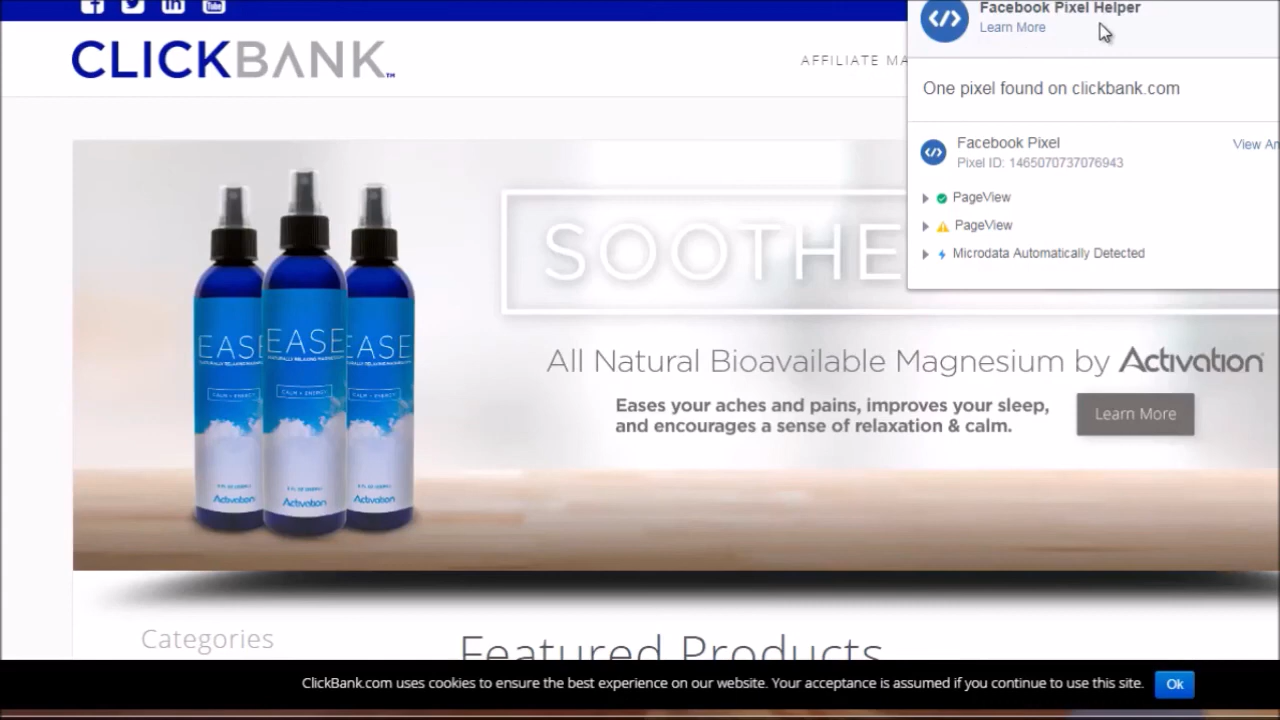 Facebook Pixel Helper
Learn More
CLICKBANK™
AFFILIATE MA
One pixel found on clickbank.com
Facebook Pixel
View An
Pixel ID: 1465070737076943
PageView
PageView
Microdata Automatically Detected
SOOTHE
All Natural Bioavailable Magnesium by Activation
Eases your aches and pains, improves your sleep,
and encourages a sense of relaxation & calm.
Learn More
EASE
EASE
EASE
CALM + ENERGY
Activation
Activation
Activation
Categories
Featured Products
ClickBank.com uses cookies to ensure the best experience on our website. Your acceptance is assumed if you continue to use this site.
Ok